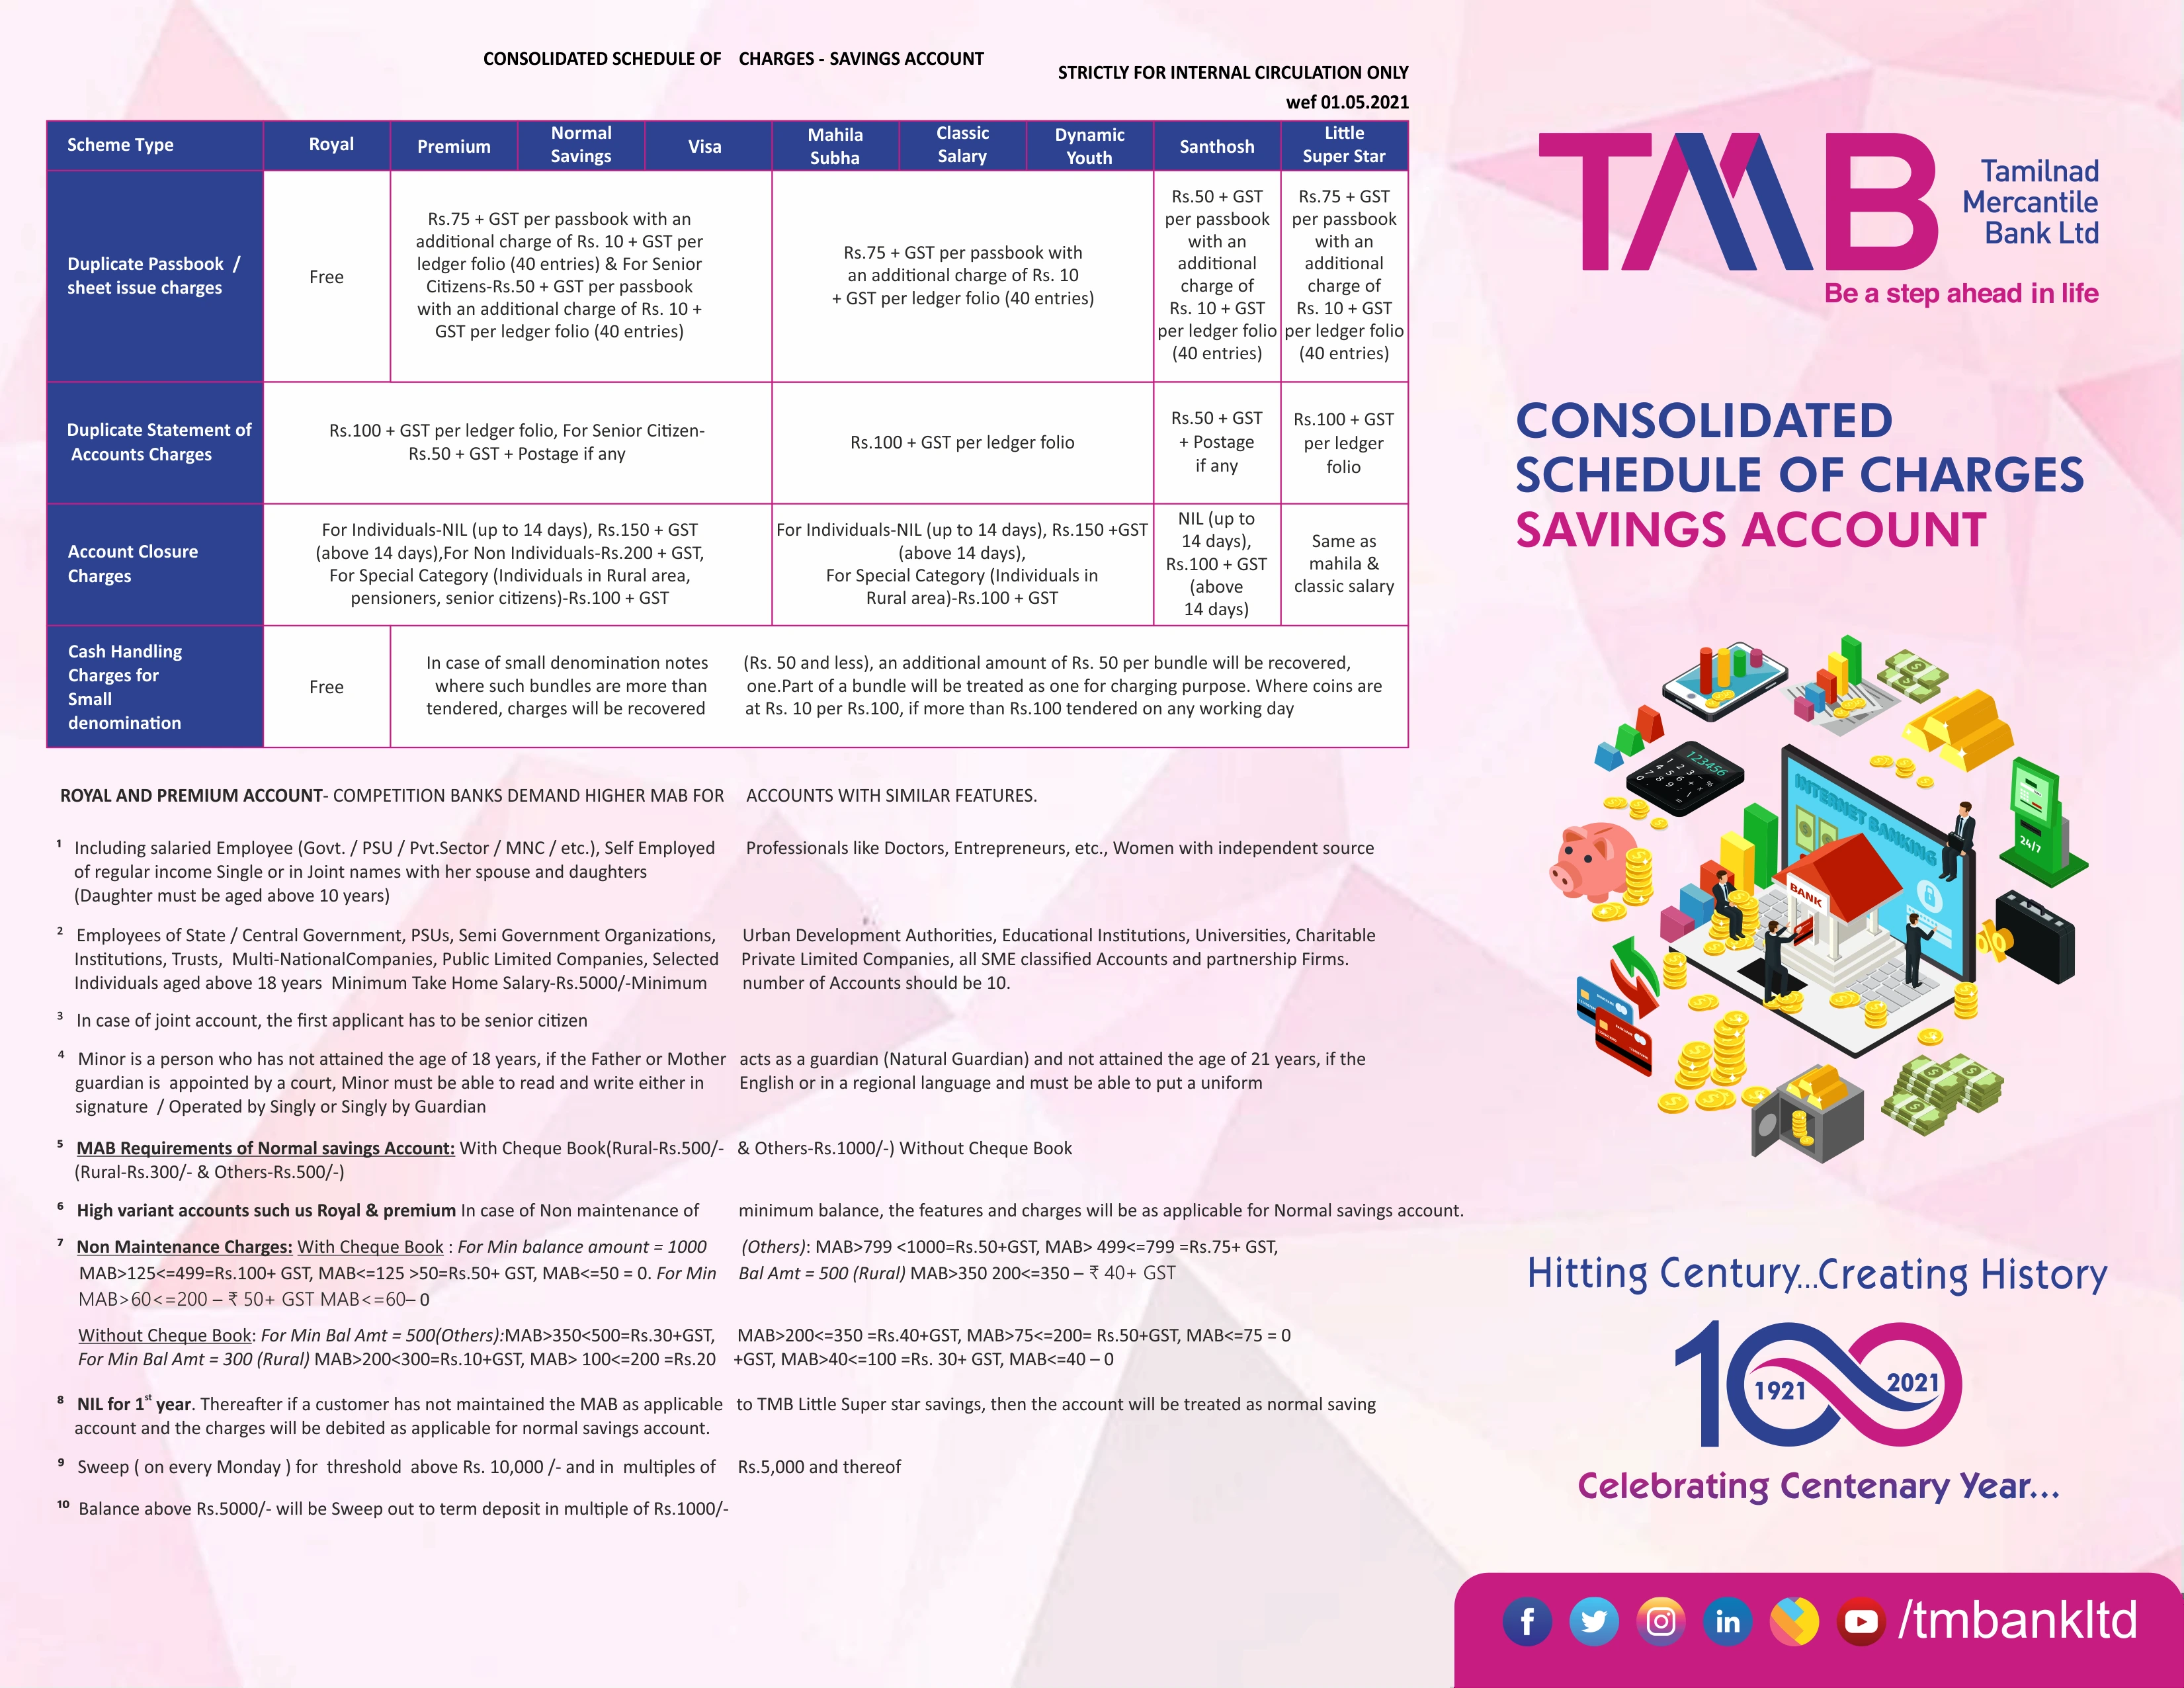 CONSOLIDATED SCHEDULE OF CHARGES - SAVINGS ACCOUNT
STRICTLY FOR INTERNAL CIRCULATION ONLY
wef 01.05.2021
Scheme Type
Royal
Premium
Normal
Savings
Visa
Mahila
Subha
Classic
Salary
Dynamic
Youth
Santhosh
Little
Super Star
Duplicate Passbook /
sheet issue charges
Free
Rs.75 + GST per passbook with an
additional charge of Rs. 10 + GST per
ledger folio (40 entries) & For Senior
Citizens-Rs.50 + GST per passbook
with an additional charge of Rs. 10 +
GST per ledger folio (40 entries)
Rs.75 + GST per passbook with
an additional charge of Rs. 10
+ GST per ledger folio (40 entries)
Rs.50 + GST
per passbook
with an
additional
charge of
Rs. 10 + GST
per ledger folio
(40 entries)
Rs.75 + GST
per passbook
with an
additional
charge of
Rs. 10 + GST
per ledger folio
(40 entries)
Duplicate Statement of
Accounts Charges
Rs.100 + GST per ledger folio, For Senior Citizen-
Rs.50 + GST + Postage if any
Rs.100 + GST per ledger folio
Rs.50 + GST
+ Postage
if any
Rs.100 + GST
per ledger
folio
Account Closure
Charges
For Individuals-NIL (up to 14 days), Rs.150 + GST
(above 14 days),For Non Individuals-Rs.200 + GST,
For Special Category (Individuals in Rural area,
pensioners, senior citizens)-Rs.100 + GST
For Individuals-NIL (up to 14 days), Rs.150 +GST
(above 14 days),
For Special Category (Individuals in
Rural area)-Rs.100 + GST
NIL (up to
14 days),
Rs.100 + GST
(above
14 days)
Same as
mahila &
classic salary
Cash Handling
Charges for
Small
denomination
Free
In case of small denomination notes (Rs. 50 and less), an additional amount of Rs. 50 per bundle will be recovered,
where such bundles are more than one.Part of a bundle will be treated as one for charging purpose. Where coins are
tendered, charges will be recovered at Rs. 10 per Rs.100, if more than Rs.100 tendered on any working day
ROYAL AND PREMIUM ACCOUNT- COMPETITION BANKS DEMAND HIGHER MAB FOR ACCOUNTS WITH SIMILAR FEATURES.
1 Including salaried Employee (Govt. / PSU / Pvt.Sector / MNC / etc.), Self Employed Professionals like Doctors, Entrepreneurs, etc., Women with independent source
of regular income Single or in Joint names with her spouse and daughters
(Daughter must be aged above 10 years)
2 Employees of State / Central Government, PSUs, Semi Government Organizations, Urban Development Authorities, Educational Institutions, Universities, Charitable
Institutions, Trusts, Multi-NationalCompanies, Public Limited Companies, Selected Private Limited Companies, all SME classified Accounts and partnership Firms.
Individuals aged above 18 years Minimum Take Home Salary-Rs.5000/-Minimum number of Accounts should be 10.
3 In case of joint account, the first applicant has to be senior citizen
4 Minor is a person who has not attained the age of 18 years, if the Father or Mother acts as a guardian (Natural Guardian) and not attained the age of 21 years, if the
guardian is appointed by a court, Minor must be able to read and write either in English or in a regional language and must be able to put a uniform
signature / Operated by Singly or Singly by Guardian
5 MAB Requirements of Normal savings Account: With Cheque Book(Rural-Rs.500/- & Others-Rs.1000/-) Without Cheque Book
(Rural-Rs.300/- & Others-Rs.500/-)
6 High variant accounts such us Royal & premium In case of Non maintenance of minimum balance, the features and charges will be as applicable for Normal savings account.
7 Non Maintenance Charges: With Cheque Book : For Min balance amount = 1000 (Others): MAB>799 <1000=Rs.50+GST, MAB> 499<=799 =Rs.75+ GST,
MAB>125<=499=Rs.100+ GST, MAB<=125 >50=Rs.50+ GST, MAB<=50 = 0. For Min Bal Amt = 500 (Rural) MAB>350 200<=350 – ₹ 40+ GST
MAB>60<=200 – ₹ 50+ GST MAB<=60– 0
Without Cheque Book: For Min Bal Amt = 500(Others):MAB>350<500=Rs.30+GST, MAB>200<=350 =Rs.40+GST, MAB>75<=200= Rs.50+GST, MAB<=75 = 0
For Min Bal Amt = 300 (Rural) MAB>200<300=Rs.10+GST, MAB> 100<=200 =Rs.20 +GST, MAB>40<=100 =Rs. 30+ GST, MAB<=40 – 0
8 NIL for 1st year. Thereafter if a customer has not maintained the MAB as applicable to TMB Little Super star savings, then the account will be treated as normal saving
account and the charges will be debited as applicable for normal savings account.
9 Sweep ( on every Monday ) for threshold above Rs. 10,000 /- and in multiples of Rs.5,000 and thereof
10 Balance above Rs.5000/- will be Sweep out to term deposit in multiple of Rs.1000/-
TMB
Tamilnad
Mercantile
Bank Ltd
Be a step ahead in life
CONSOLIDATED
SCHEDULE OF CHARGES
SAVINGS ACCOUNT
123456
INTERNET BANKING
BANK
24/7
Hitting Century...Creating History
100
1921
2021
Celebrating Centenary Year...
/tmbankltd